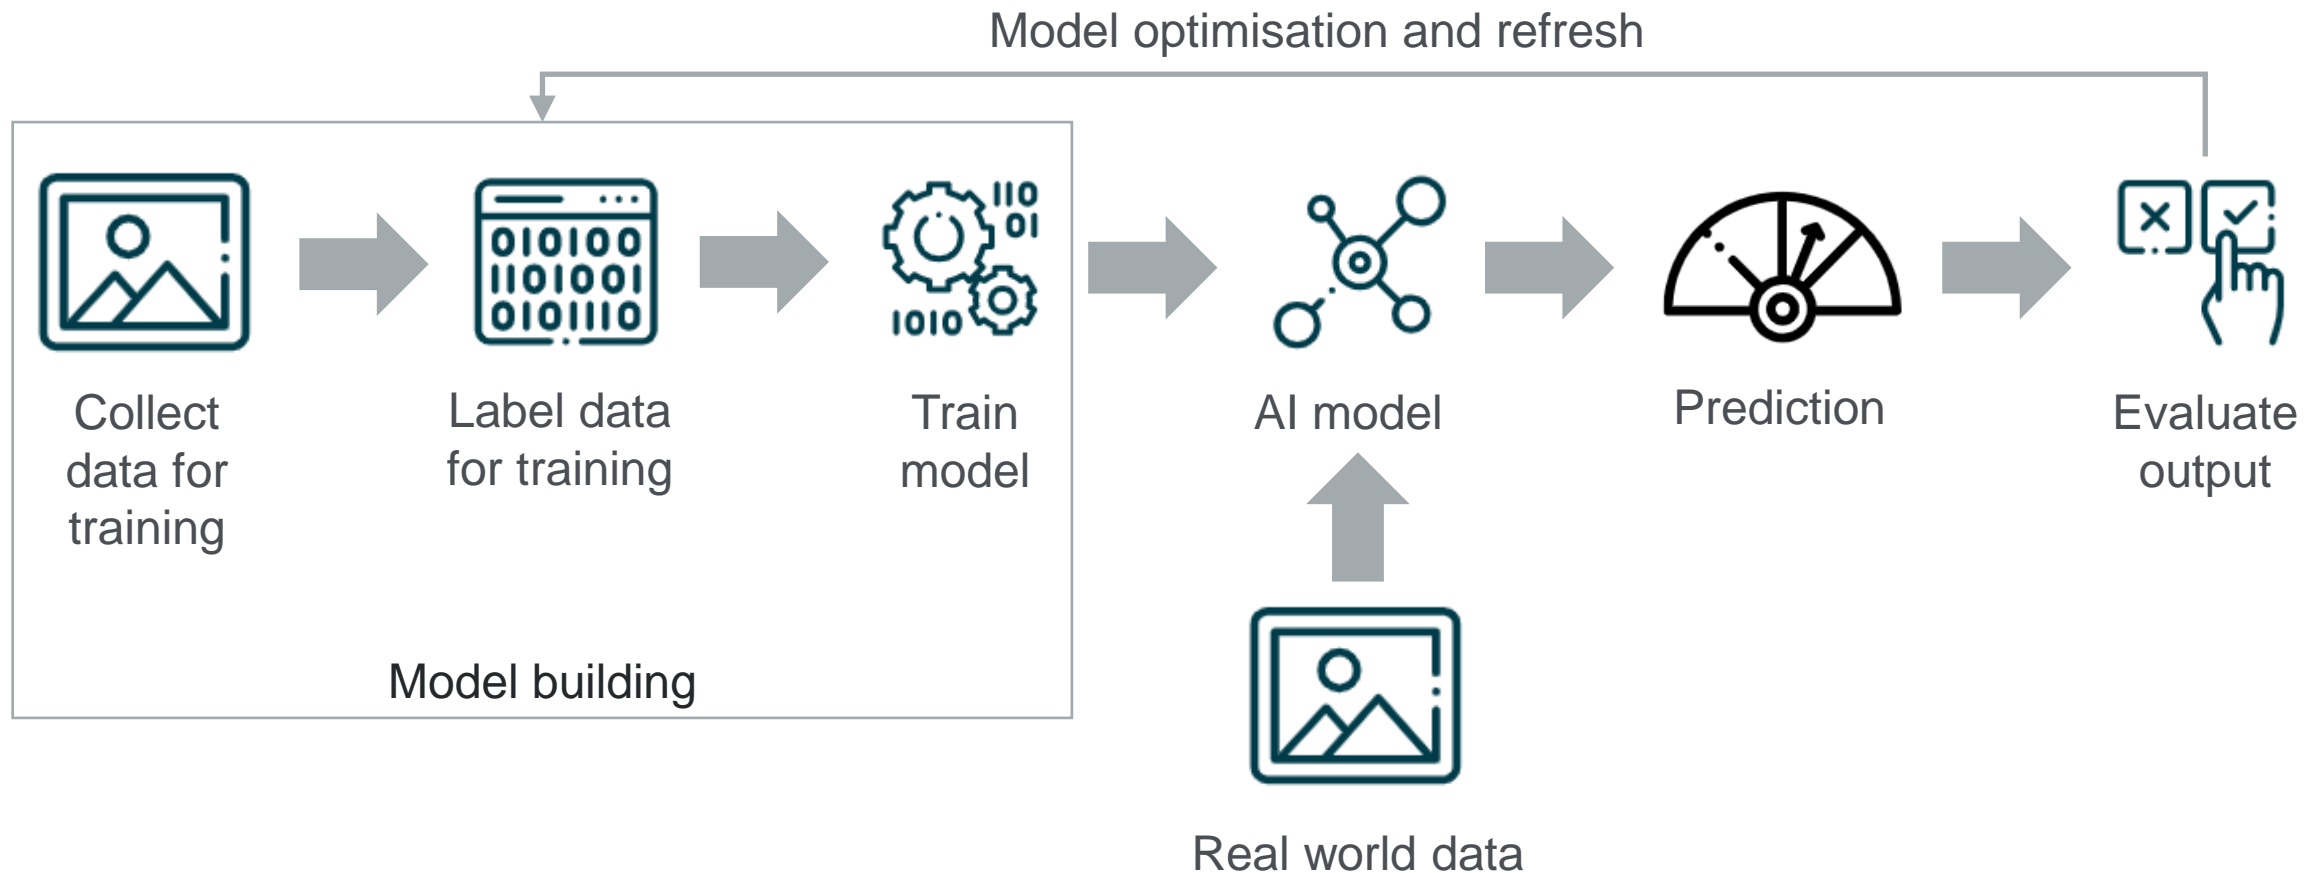 Model optimisation and refresh
110
01
010100
1101001
0101110
1010
Collect
data for
training
Label data
for training
Train
model
AI model
Prediction
Evaluate
output
Model building
Real world data